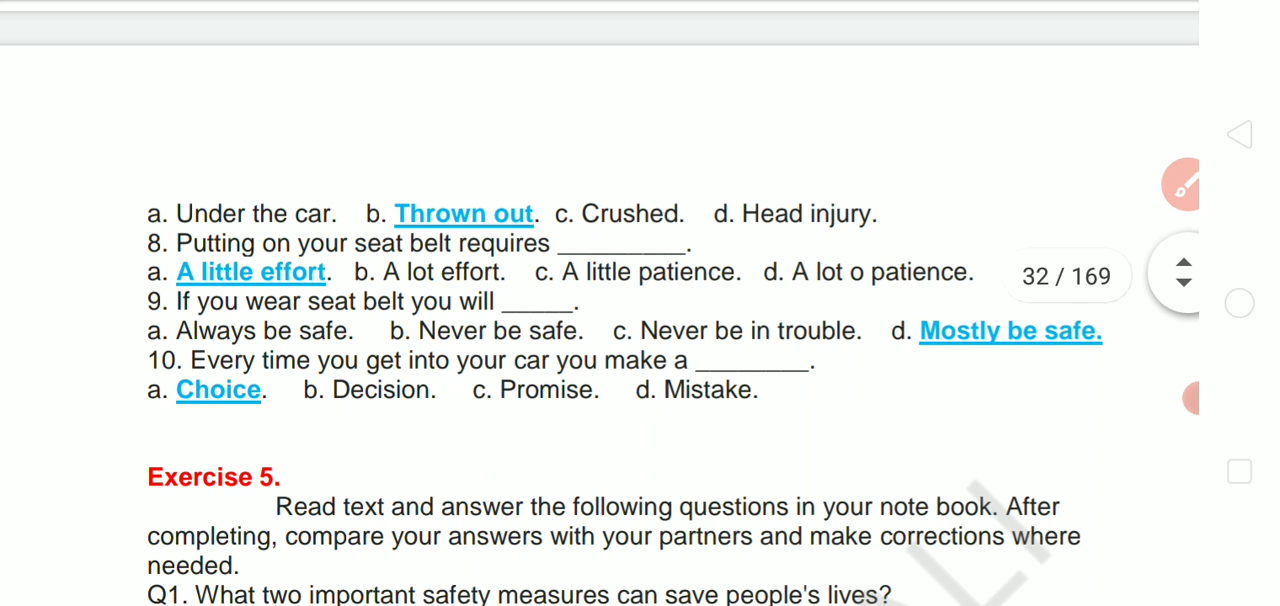 a. Under the car. b. Thrown out. c. Crushed. d. Head injury.
8. Putting on your seat belt requires _________.
a. A little effort. b. A lot effort. c. A little patience. d. A lot o patience.
32 / 169
9. If you wear seat belt you will _____.
a. Always be safe. b. Never be safe. c. Never be in trouble. d. Mostly be safe.
10. Every time you get into your car you make a ________.
a. Choice. b. Decision. c. Promise. d. Mistake.
Exercise 5.
Read text and answer the following questions in your note book. After
completing, compare your answers with your partners and make corrections where
needed.
Q1. What two important safety measures can save people's lives?